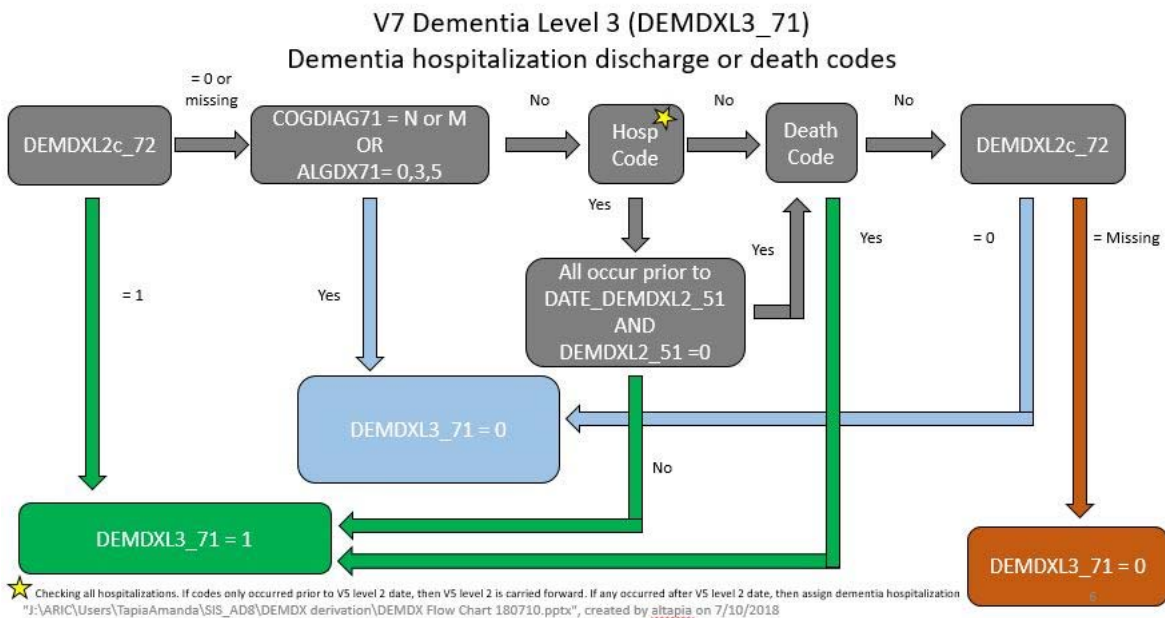 V7 Dementia Level 3 (DEMDXL3_71)
Dementia hospitalization discharge or death codes
= 0 or
missing
No
No
No
DEMDXL2c_72
COGDIAG71 = N or M
OR
ALGDX71= 0,3,5
Hosp
Code
Death
Code
DEMDXL2c_72
Yes
= 1
Yes
All occur prior to
DATE_DEMDXL2_51
AND
DEMDXL2_51 =0
Yes
Yes
= 0
= Missing
DEMDXL3_71 = 0
No
DEMDXL3_71 = 1
DEMDXL3_71 = 0
Checking all hospitalizations. If codes only occurred prior to V5 level 2 date, then V5 level 2 is carried forward. If any occurred after V5 level 2 date, then assign dementia hospitalization
6
"J:\ARIC\Users\TapiaAmanda\SIS_AD8\DEMDX derivation\DEMDX Flow Chart 180710.pptx", created by altapia on 7/10/2018